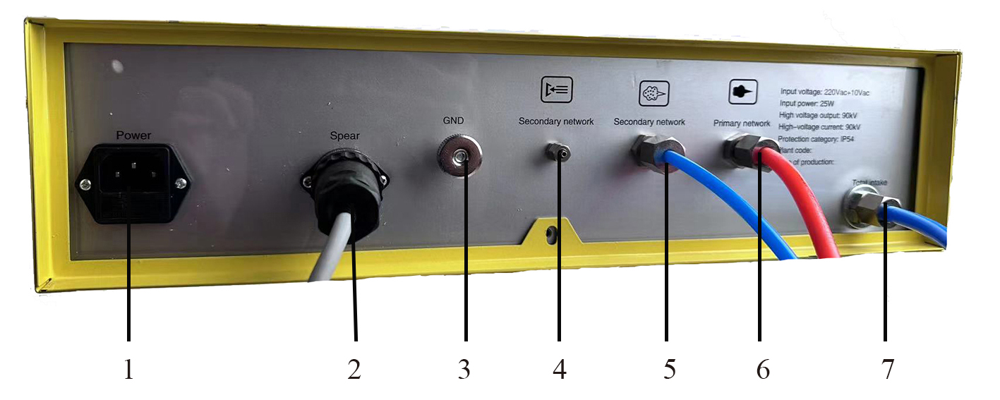 Input voltage: 220Vac+10Vac
Input power: 25W
High voltage output: 90kV
High-voltage current: 90kV
Protection category: IP54
Plant code:
of production:
Power
Spear
GND
Secondary network
Secondary network
Primary network
Total intake
1
2
3
4
5
6
7